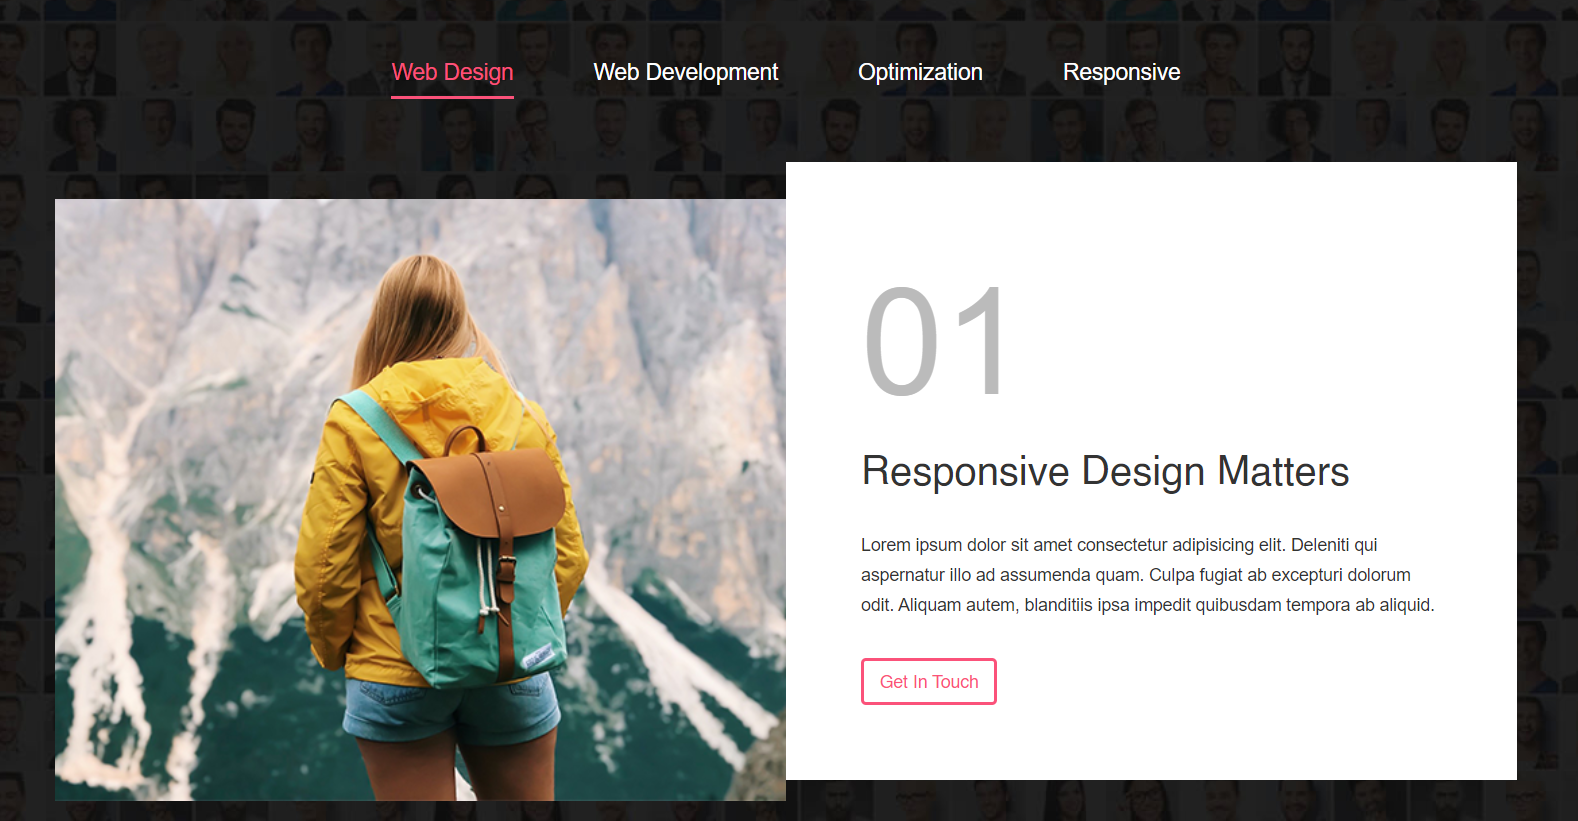 Web Design Web Development Optimization Responsive
01
Responsive Design Matters
Lorem ipsum dolor sit amet consectetur adipisicing elit. Deleniti qui
aspernatur illo ad assumenda quam. Culpa fugiat ab excepturi dolorum
odit. Aliquam autem, blanditiis ipsa impedit quibusdam tempora ab aliquid.
Get In Touch